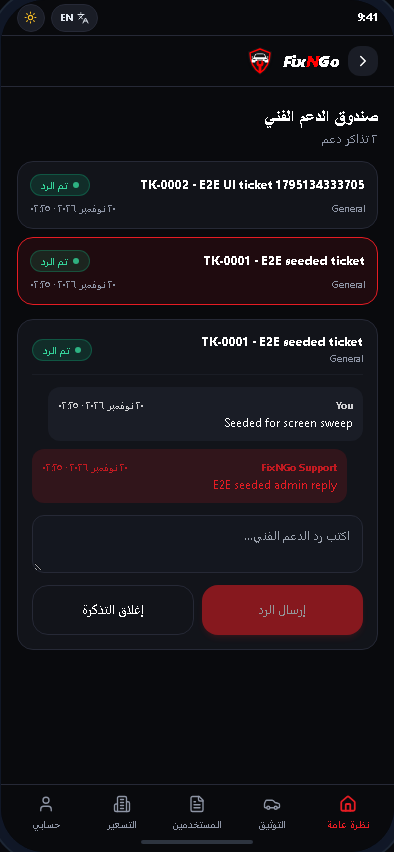 EN
9:41
FixNGo
صندوق الدعم الفني
٢ تذاكر دعم
TK-0002 - E2E UI ticket 1795134333705
تم الرد
General
٢٠ نوفمبر ٢٠٢٦ - ٠٢:٢٥
TK-0001 - E2E seeded ticket
تم الرد
General
٢٠ نوفمبر ٢٠٢٦ - ٠٢:٢٥
TK-0001 - E2E seeded ticket
تم الرد
General
You
٢٠ نوفمبر ٢٠٢٦ - ٠٢:٢٥
Seeded for screen sweep
FixNGo Support
٢٠ نوفمبر ٢٠٢٦ - ٠٢:٢٥
E2E seeded admin reply
اكتب رد الدعم الفني...
إرسال الرد
إغلاق التذكرة
نظرة عامة
التوثيق
المستخدمين
التسعير
حسابي